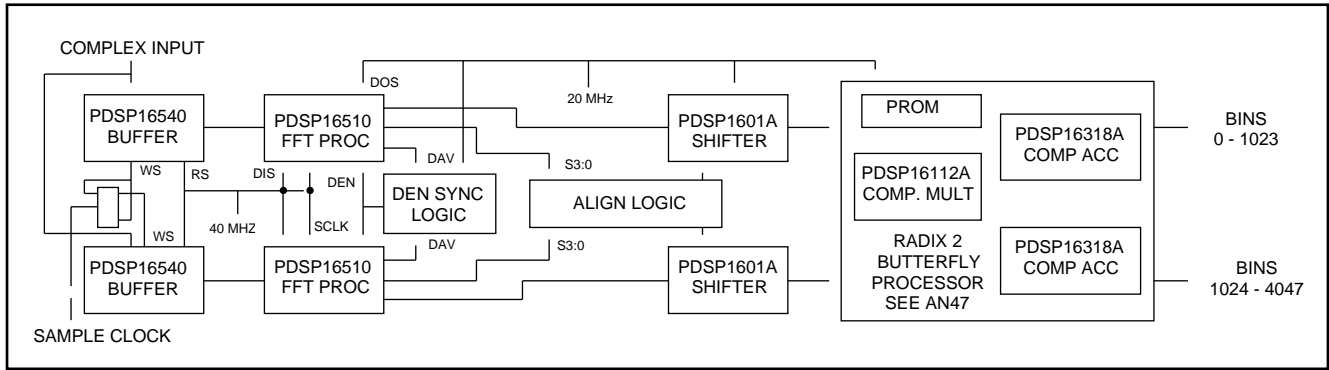 COMPLEX INPUT
PDSP16540
BUFFER
WS
RS
40 MHZ
WS
PDSP16540
BUFFER
SAMPLE CLOCK
DOS
PDSP16510
FFT PROC
DAV
DIS
DEN
SCLK
DEN SYNC
LOGIC
DAV
PDSP16510
FFT PROC
20 MHz
S3:0
ALIGN LOGIC
S3:0
PDSP1601A
SHIFTER
PDSP1601A
SHIFTER
PROM
PDSP16112A
COMP. MULT
PDSP16318A
COMP ACC
RADIX 2
BUTTERFLY
PROCESSOR
SEE AN47
PDSP16318A
COMP ACC
BINS
0 - 1023
BINS
1024 - 4047